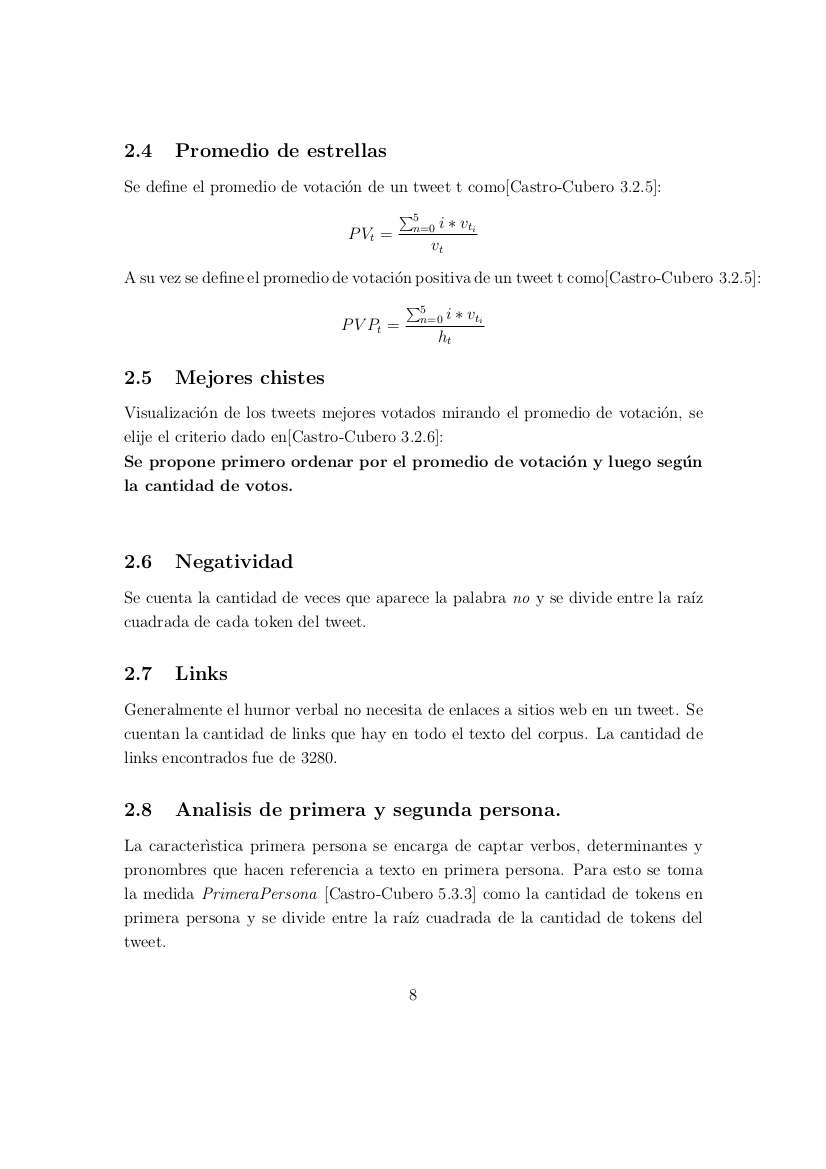 2.4 Promedio de estrellas
Se define el promedio de votación de un tweet t como[Castro-Cubero 3.2.5]:
$PV_t = \frac{\sum_{n=0}^{5} i * v_{t_i}}{v_t}$
A su vez se define el promedio de votación positiva de un tweet t como[Castro-Cubero 3.2.5]:
$PVP_t = \frac{\sum_{n=0}^{5} i * v_{t_i}}{h_t}$
2.5 Mejores chistes
Visualización de los tweets mejores votados mirando el promedio de votación, se
elije el criterio dado en[Castro-Cubero 3.2.6]:
Se propone primero ordenar por el promedio de votación y luego según
la cantidad de votos.
2.6 Negatividad
Se cuenta la cantidad de veces que aparece la palabra no y se divide entre la raíz
cuadrada de cada token del tweet.
2.7 Links
Generalmente el humor verbal no necesita de enlaces a sitios web en un tweet. Se
cuentan la cantidad de links que hay en todo el texto del corpus. La cantidad de
links encontrados fue de 3280.
2.8 Analisis de primera y segunda persona.
La caracterìstica primera persona se encarga de captar verbos, determinantes y
pronombres que hacen referencia a texto en primera persona. Para esto se toma
la medida PrimeraPersona [Castro-Cubero 5.3.3] como la cantidad de tokens en
primera persona y se divide entre la raíz cuadrada de la cantidad de tokens del
tweet.
8